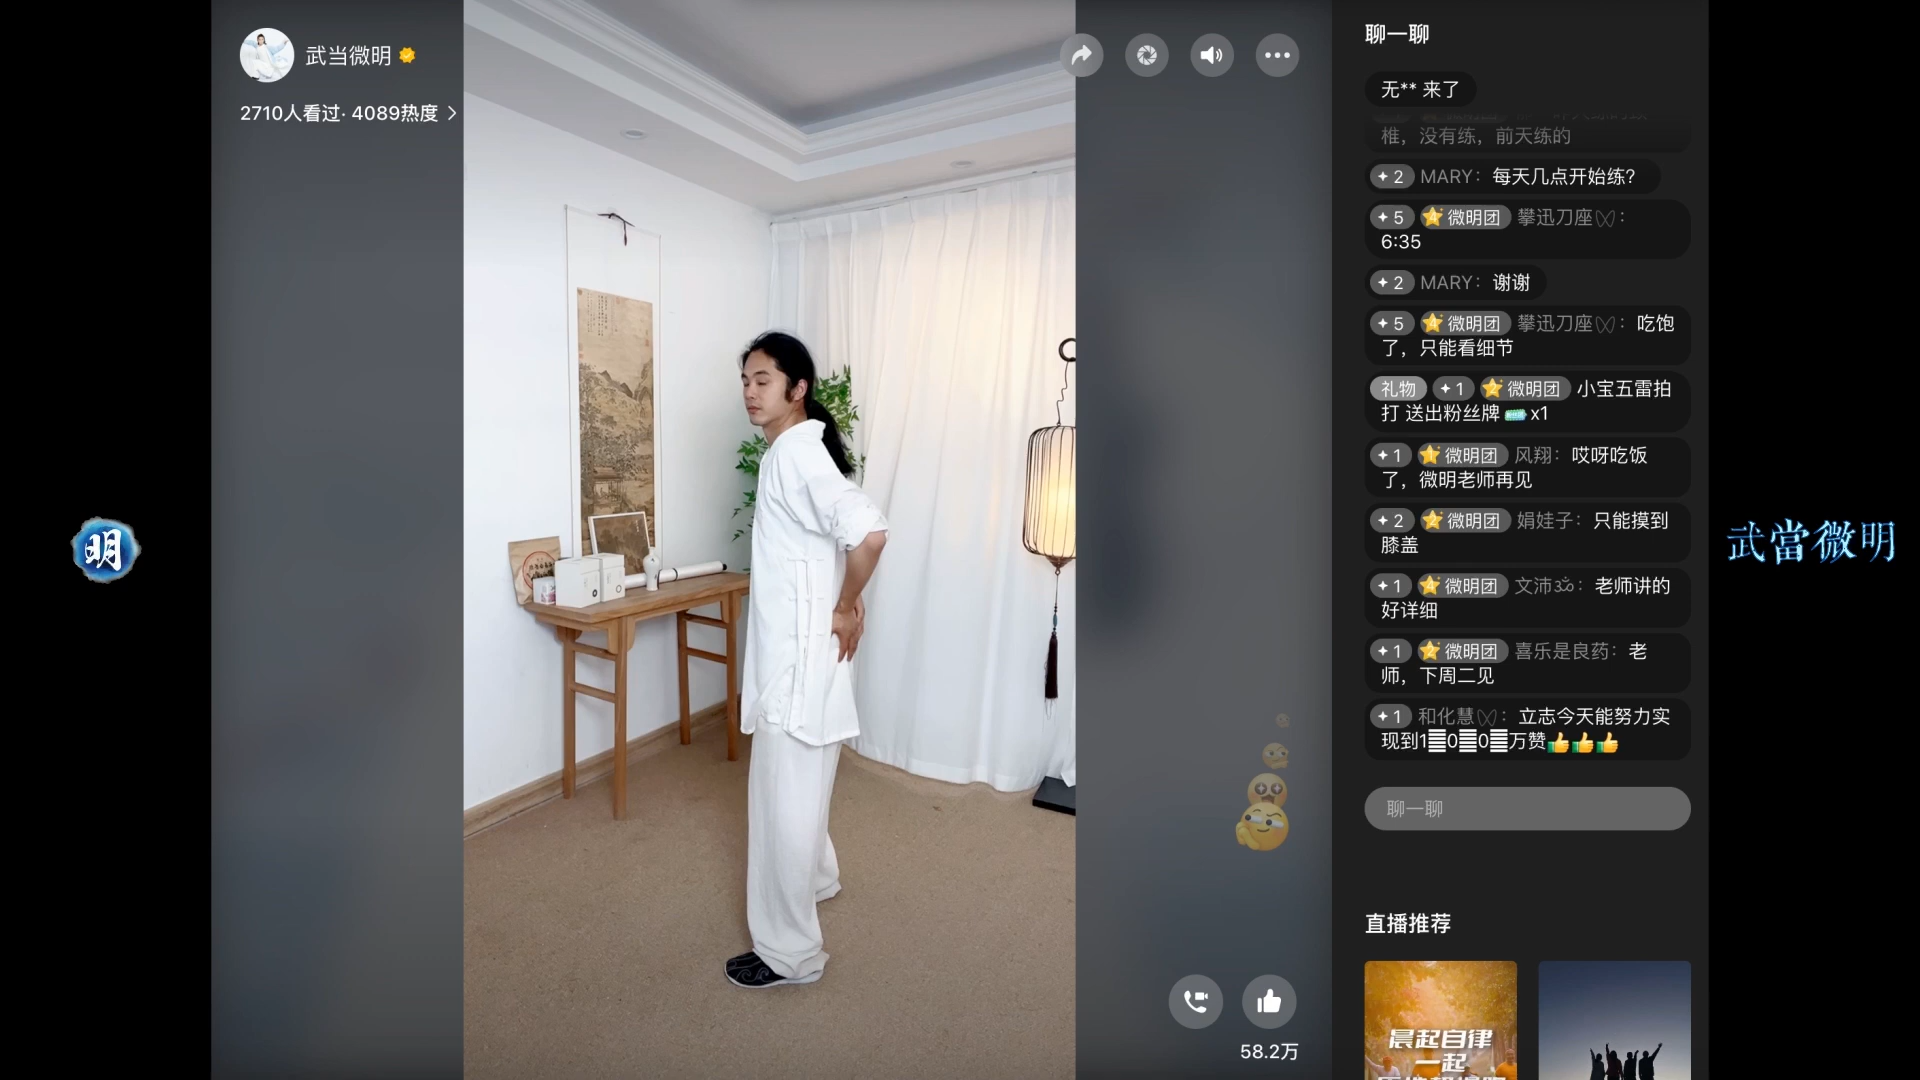 武当微明
2710人看过· 4089热度 >
明
聊一聊
无** 来了
椎，没有练，前天练的
2 MARY：每天几点开始练？
5 微明团 攀迅刀座：
6:35
2 MARY：谢谢
5 微明团 攀迅刀座：吃饱
了，只能看细节
礼物 1 微明团 小宝五雷拍
打 送出粉丝牌 x1
1 微明团 风翔：哎呀吃饭
了，微明老师再见
2 微明团 娟娃子：只能摸到
膝盖
1 微明团 文沛ॐ：老师讲的
好详细
1 微明团 喜乐是良药：老
师，下周二见
1 和化慧：立志今天能努力实
现到1䷀0䷀0䷀万赞👍👍👍
聊一聊
直播推荐
晨起自律
一起
58.2万
武當微明